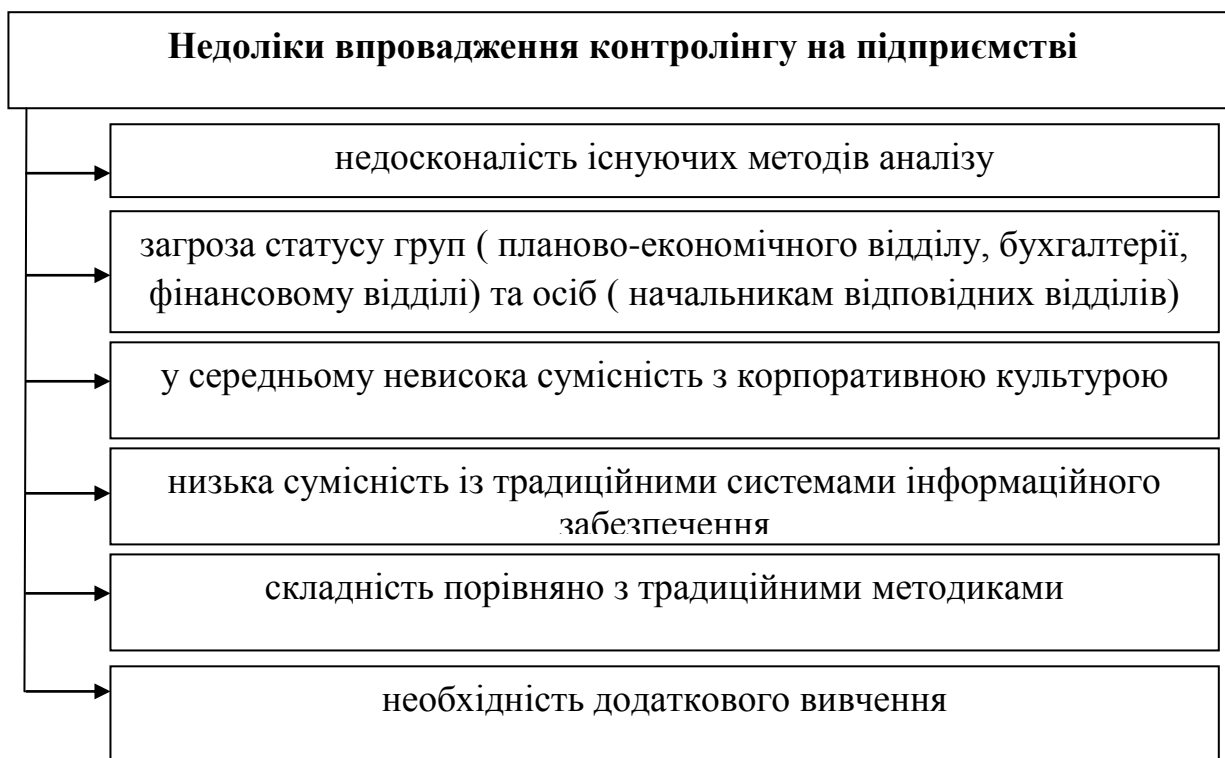 Недоліки впровадження контролінгу на підприємстві
недосконалість існуючих методів аналізу
загроза статусу груп ( планово-економічного відділу, бухгалтерії,
фінансовому відділі) та осіб ( начальникам відповідних відділів)
у середньому невисока сумісність з корпоративною культурою
низька сумісність із традиційними системами інформаційного
забезпечення
складність порівняно з традиційними методиками
необхідність додаткового вивчення